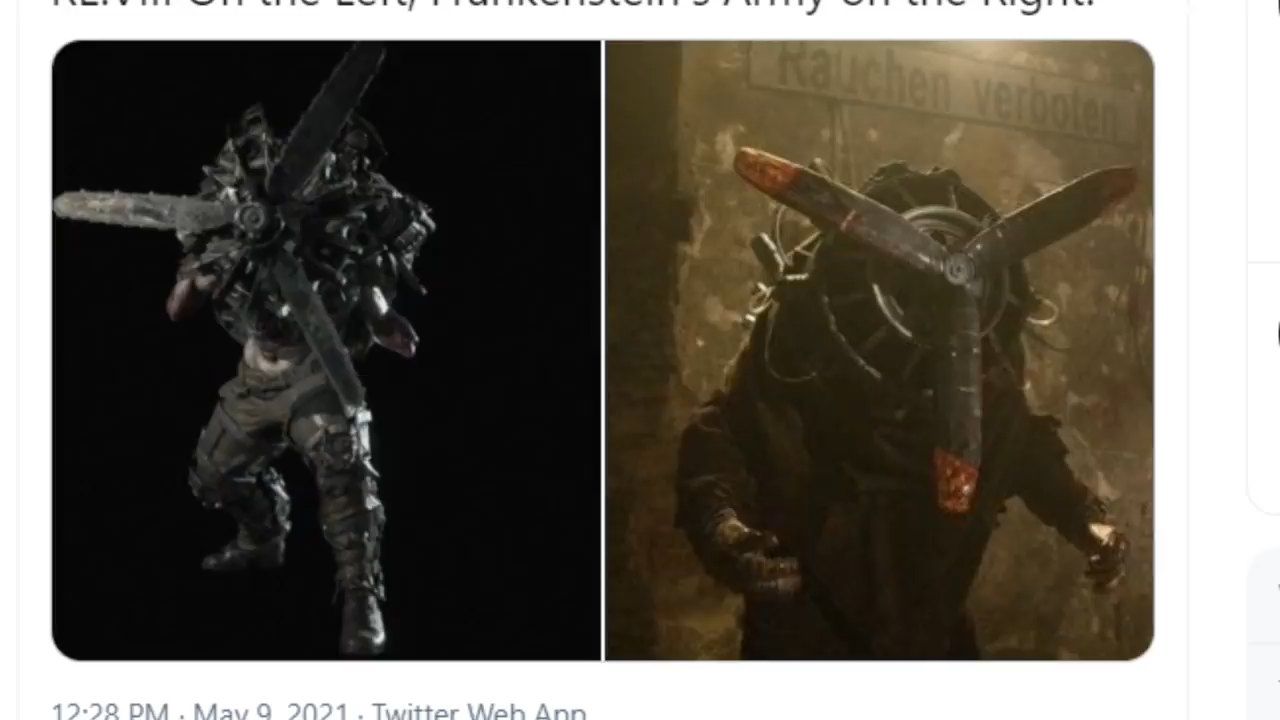 RE:VIII On the Left, Frankenstein's Army on the Right.
Rauchen verboten
12:28 PM · May 9, 2021 · Twitter Web App